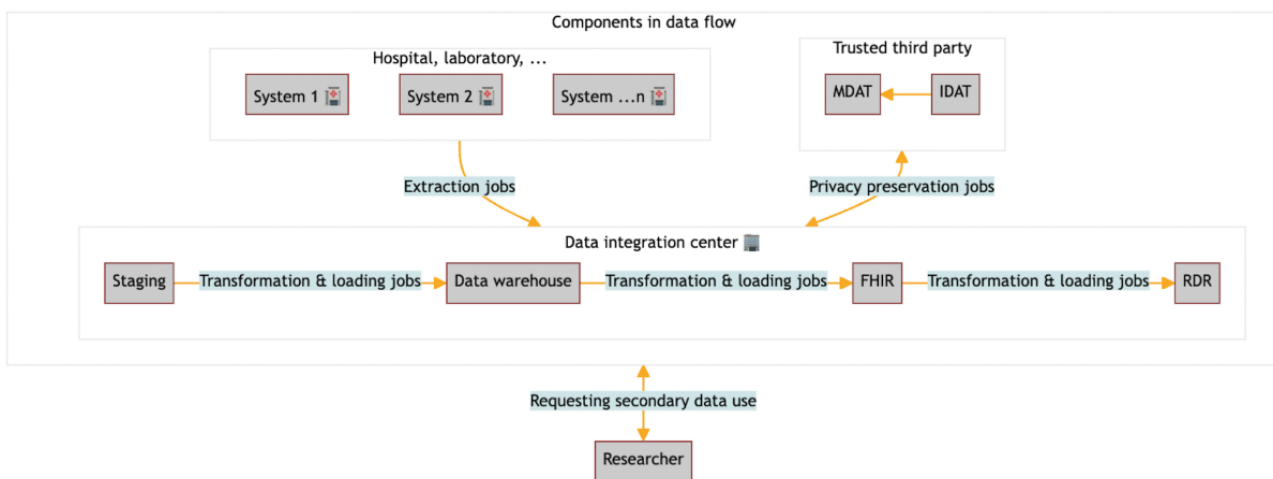 Components in data flow
Hospital, laboratory, ...
System 1
System 2
System ...n
Trusted third party
MDAT
IDAT
Extraction jobs
Privacy preservation jobs
Data integration center
Staging
Transformation & loading jobs
Data warehouse
Transformation & loading jobs
FHIR
Transformation & loading jobs
RDR
Requesting secondary data use
Researcher